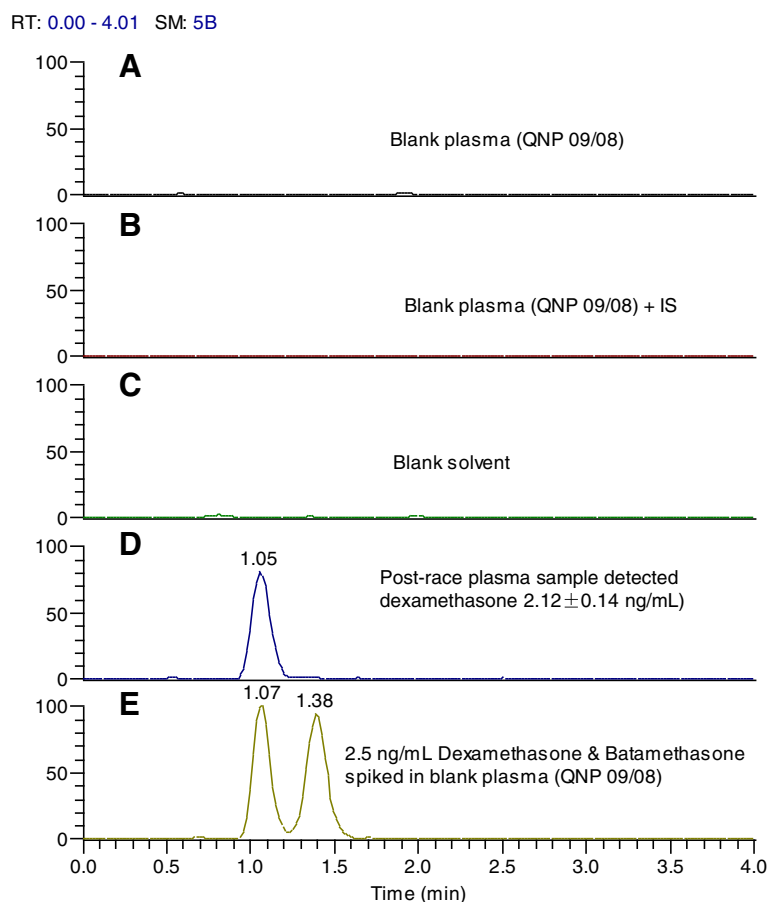 RT: 0.00 - 4.01 SM: 5B
100
A
50
Blank plasma (QNP 09/08)
0
100
B
50
Blank plasma (QNP 09/08) + IS
0
100
C
50
Blank solvent
0
100
D
1.05
Post-race plasma sample detected
dexamethasone 2.12±0.14 ng/mL)
50
0
100
E
1.07
1.38
2.5 ng/mL Dexamethasone & Batamethasone
spiked in blank plasma (QNP 09/08)
50
0
0.0 0.5 1.0 1.5 2.0 2.5 3.0 3.5 4.0
Time (min)